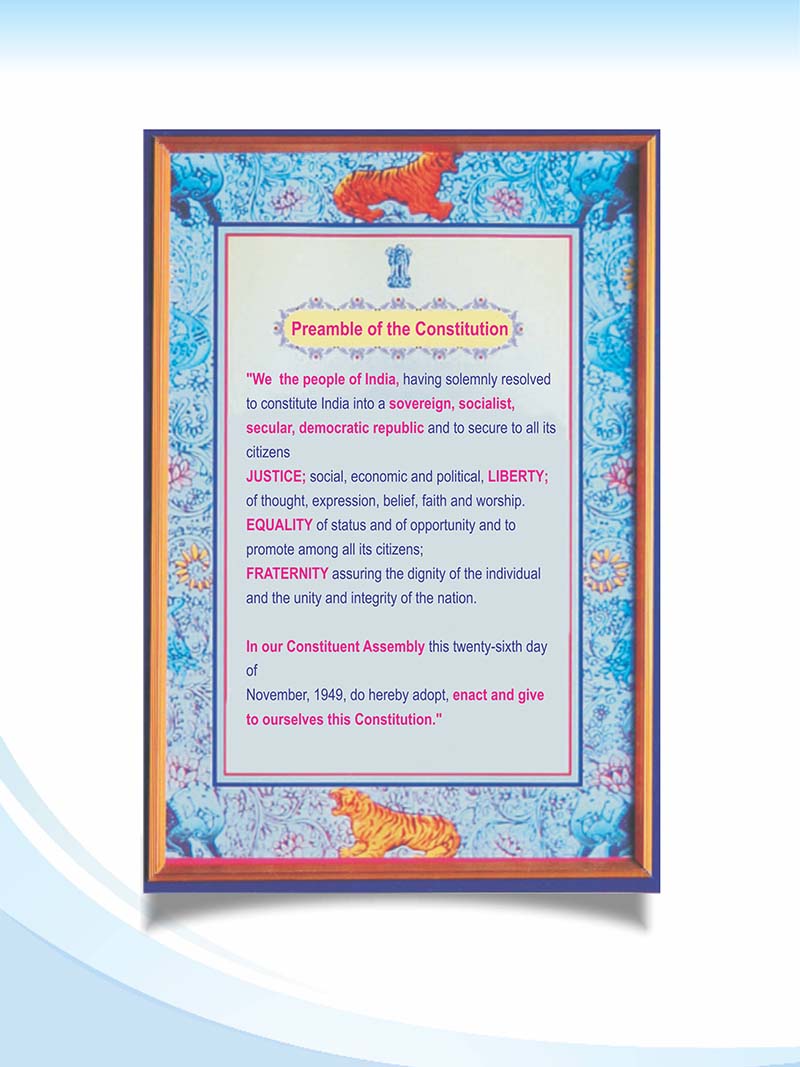 Preamble of the Constitution
"We the people of India, having solemnly resolved
to constitute India into a sovereign, socialist,
secular, democratic republic and to secure to all its
citizens
JUSTICE; social, economic and political, LIBERTY;
of thought, expression, belief, faith and worship.
EQUALITY of status and of opportunity and to
promote among all its citizens;
FRATERNITY assuring the dignity of the individual
and the unity and integrity of the nation.
In our Constituent Assembly this twenty-sixth day
of
November, 1949, do hereby adopt, enact and give
to ourselves this Constitution."